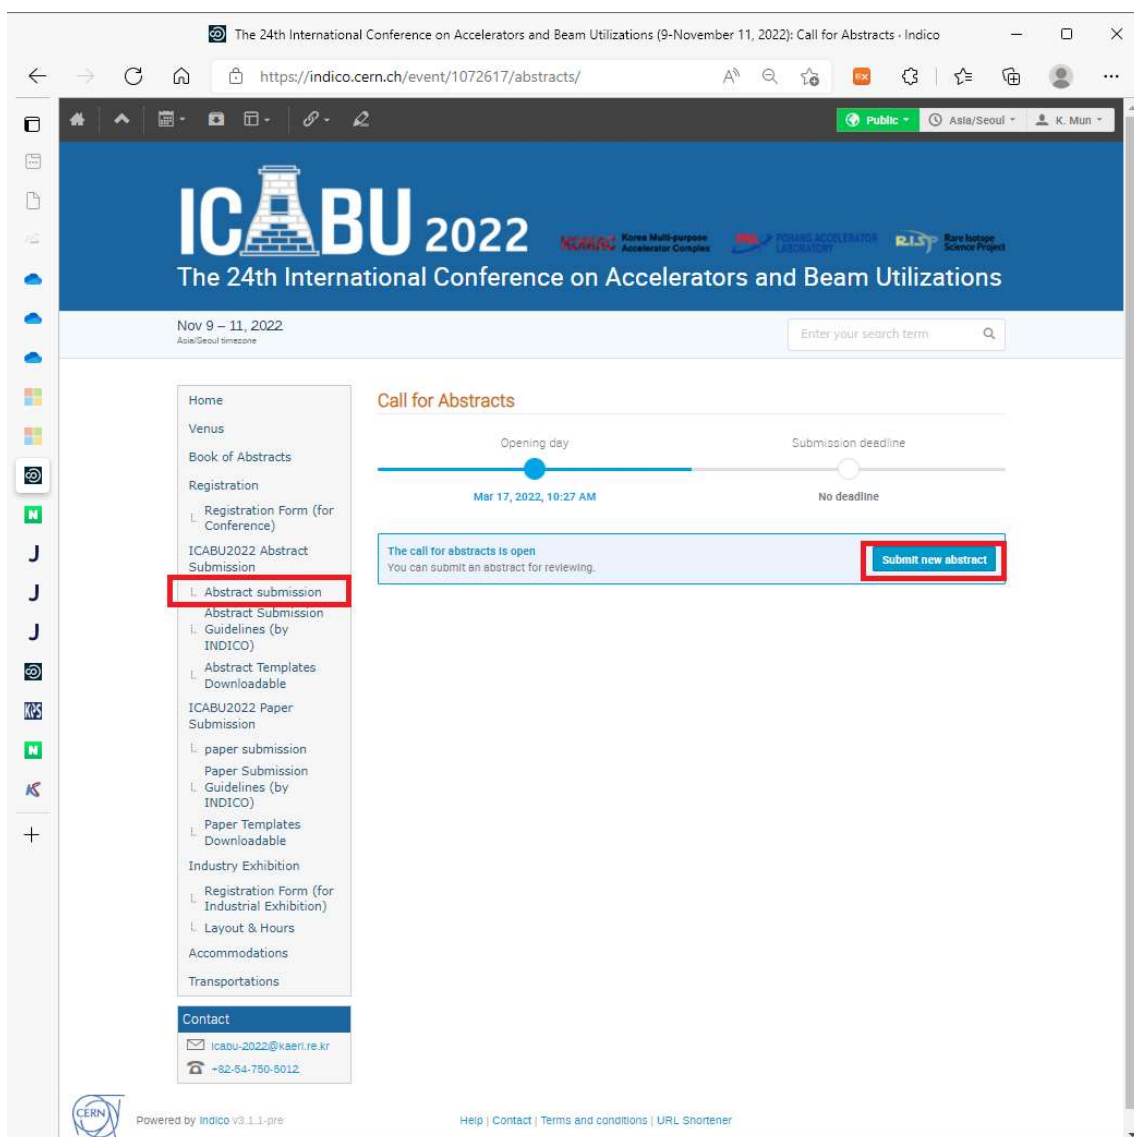 The 24th International Conference on Accelerators and Beam Utilizations (9-November 11, 2022): Call for Abstracts · Indico
https://indico.cern.ch/event/1072617/abstracts/
Public
Asia/Seoul
K. Mun
ICABU 2022
Korea Multi-purpose
Accelerator Complex
POHANG ACCELERATOR
LABORATORY
RISP
Rare Isotope
Science Project
The 24th International Conference on Accelerators and Beam Utilizations
Nov 9 – 11, 2022
Asia/Seoul timezone
Enter your search term
Home
Venus
Book of Abstracts
Registration
Registration Form (for
Conference)
ICABU2022 Abstract
Submission
Abstract submission
Abstract Submission
Guidelines (by
INDICO)
Abstract Templates
Downloadable
ICABU2022 Paper
Submission
paper submission
Paper Submission
Guidelines (by
INDICO)
Paper Templates
Downloadable
Industry Exhibition
Registration Form (for
Industrial Exhibition)
Layout & Hours
Accommodations
Transportations
Contact
icabu-2022@kaeri.re.kr
+82-54-750-5012
Call for Abstracts
Opening day
Submission deadline
Mar 17, 2022, 10:27 AM
No deadline
The call for abstracts is open
You can submit an abstract for reviewing.
Submit new abstract
CERN
Powered by Indico v3.1.1-pre
Help | Contact | Terms and conditions | URL Shortener